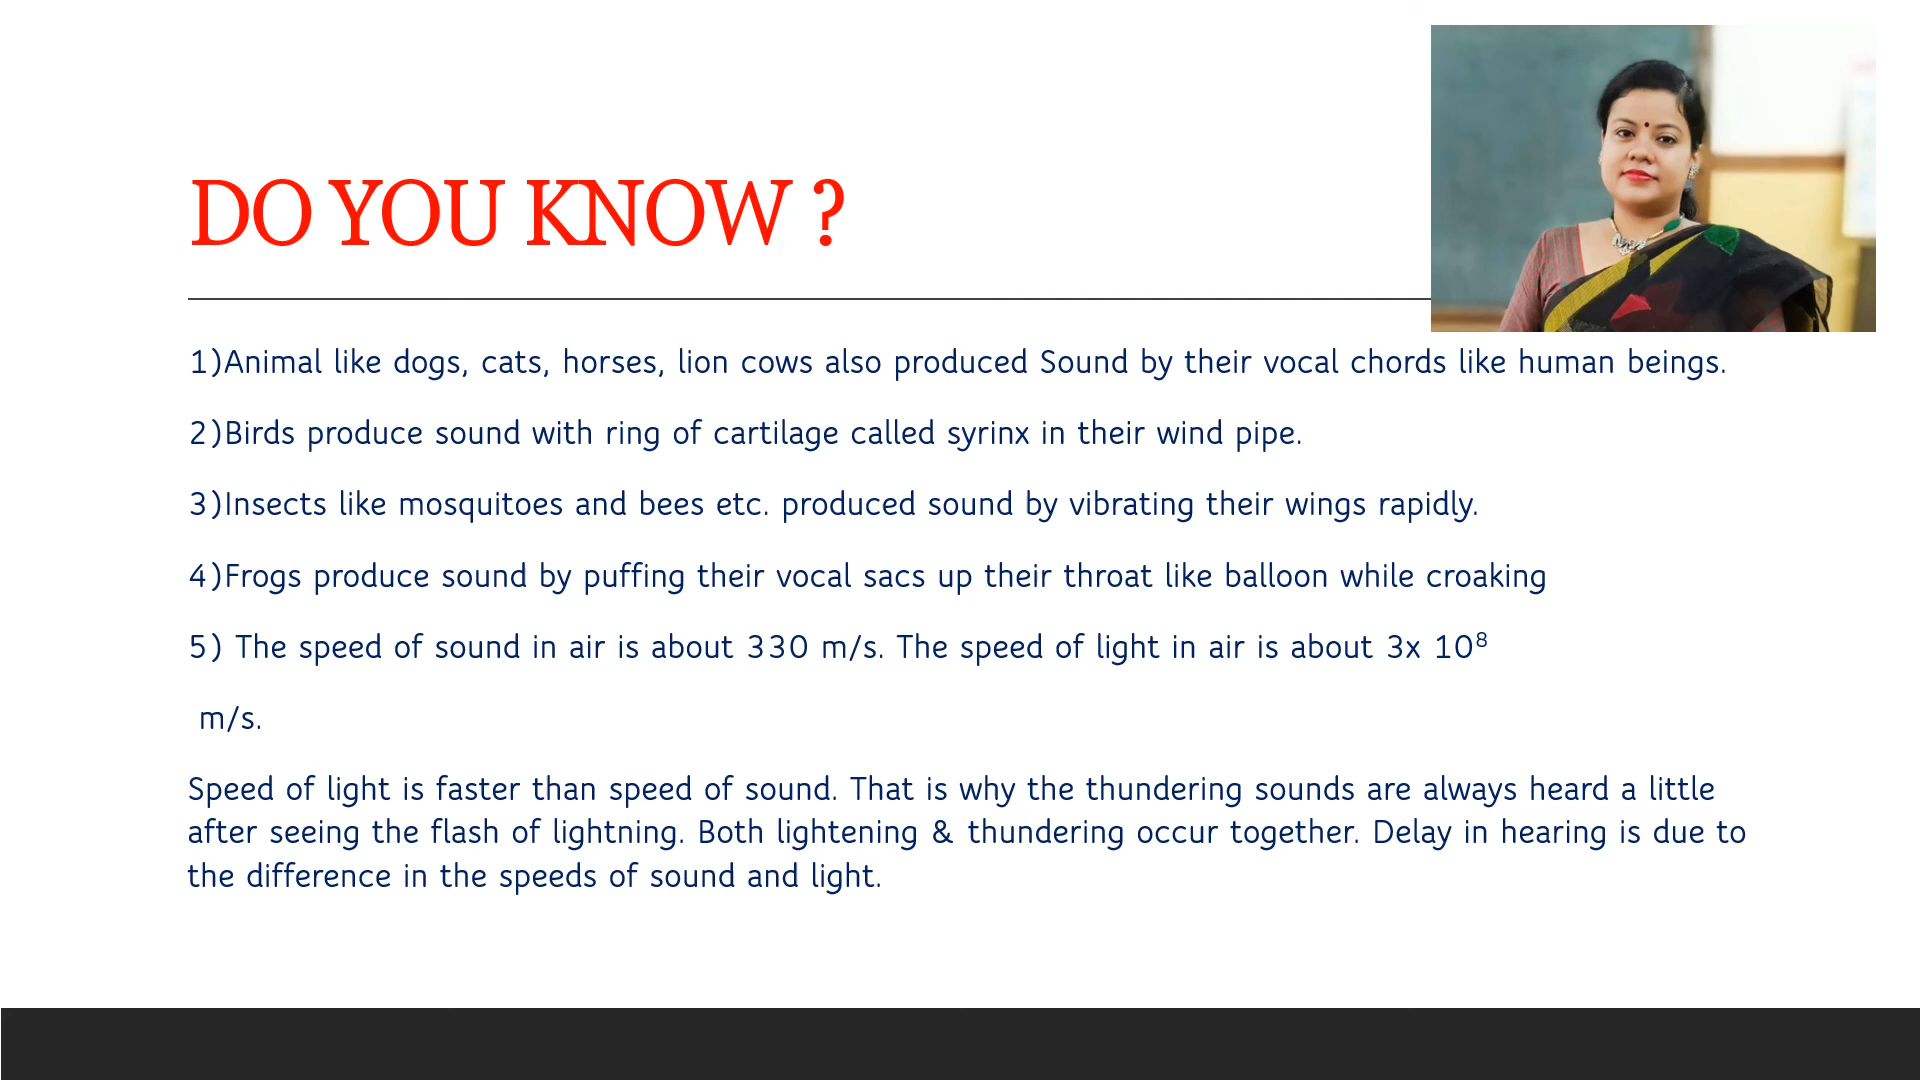 DO YOU KNOW ?
1)Animal like dogs, cats, horses, lion cows also produced Sound by their vocal chords like human beings.
2)Birds produce sound with ring of cartilage called syrinx in their wind pipe.
3)Insects like mosquitoes and bees etc. produced sound by vibrating their wings rapidly.
4)Frogs produce sound by puffing their vocal sacs up their throat like balloon while croaking
5) The speed of sound in air is about 330 m/s. The speed of light in air is about 3x 10⁸
m/s.
Speed of light is faster than speed of sound. That is why the thundering sounds are always heard a little
after seeing the flash of lightning. Both lightening & thundering occur together. Delay in hearing is due to
the difference in the speeds of sound and light.